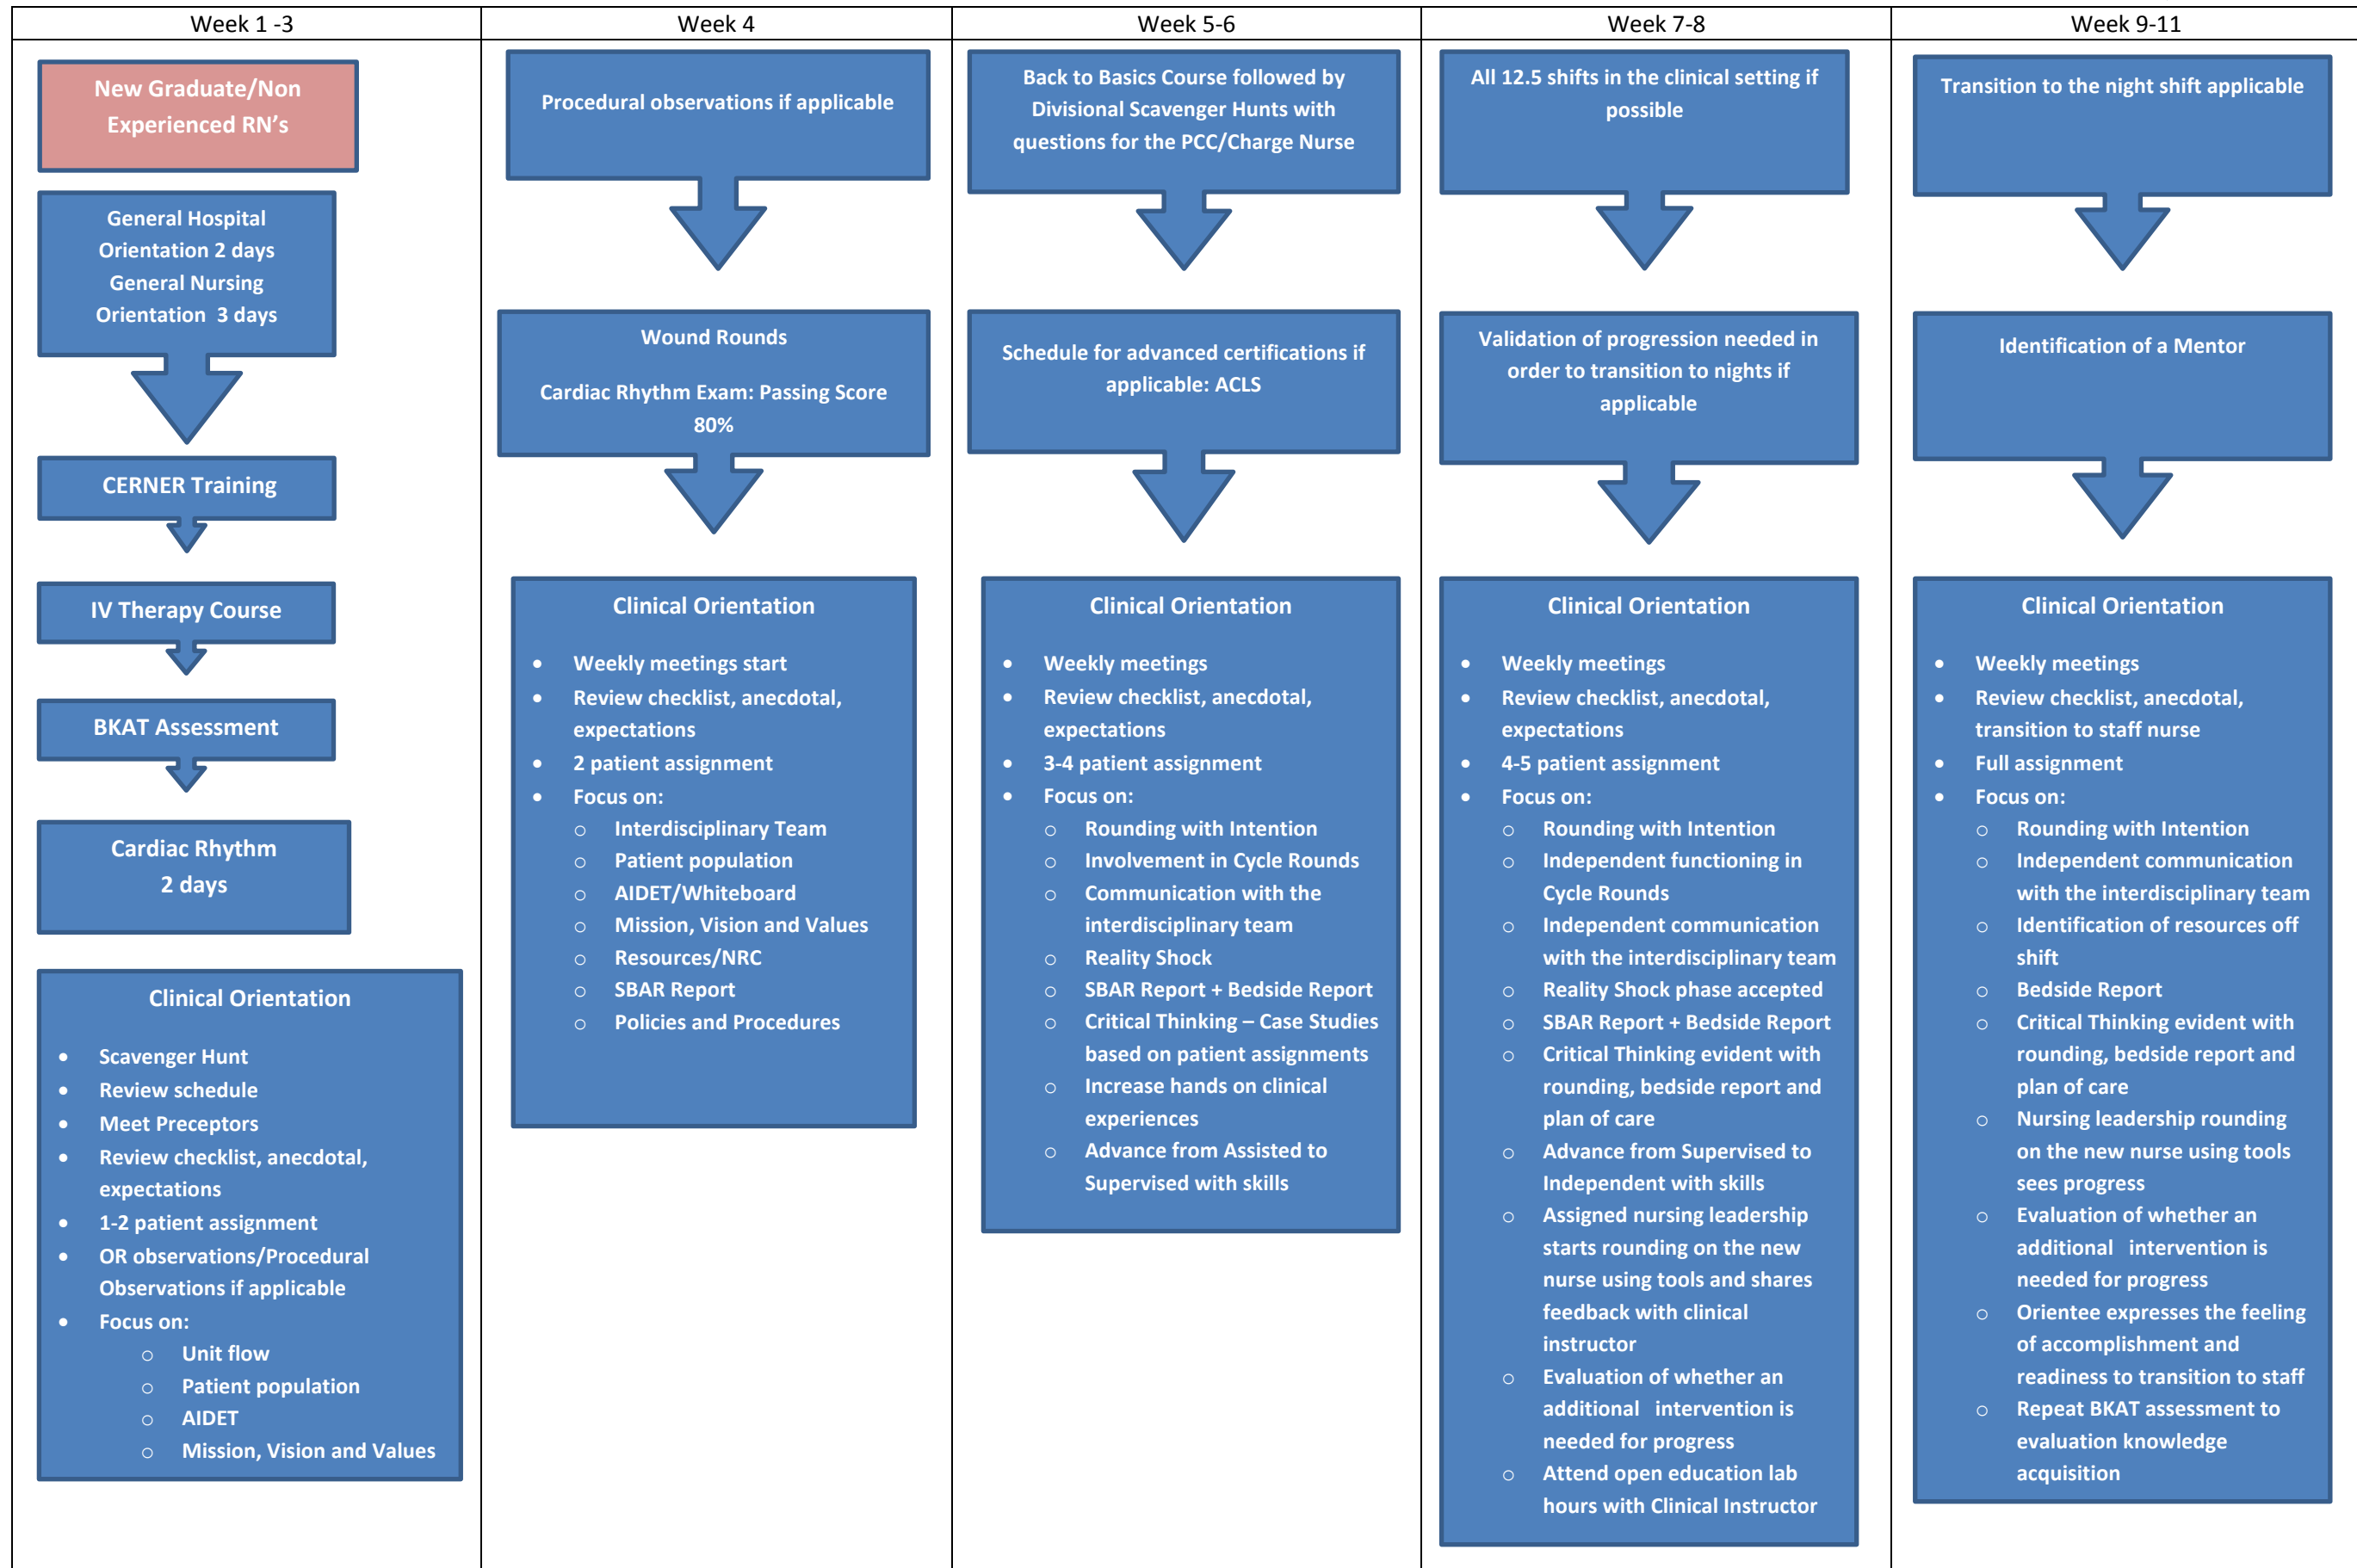 Week 1 -3
New Graduate/Non
Experienced RN’s
General Hospital
Orientation 2 days
General Nursing
Orientation  3 days
CERNER Training
IV Therapy Course
BKAT Assessment
Cardiac Rhythm
2 days
Clinical Orientation
• Scavenger Hunt
• Review schedule
• Meet Preceptors
• Review checklist, anecdotal,
expectations
• 1-2 patient assignment
• OR observations/Procedural
Observations if applicable
• Focus on:
o Unit flow
o Patient population
o AIDET
o Mission, Vision and Values
Week 4
Procedural observations if applicable
Wound Rounds
Cardiac Rhythm Exam: Passing Score
80%
Clinical Orientation
• Weekly meetings start
• Review checklist, anecdotal,
expectations
• 2 patient assignment
• Focus on:
o Interdisciplinary Team
o Patient population
o AIDET/Whiteboard
o Mission, Vision and Values
o Resources/NRC
o SBAR Report
o Policies and Procedures
Week 5-6
Back to Basics Course followed by
Divisional Scavenger Hunts with
questions for the PCC/Charge Nurse
Schedule for advanced certifications if
applicable: ACLS
Clinical Orientation
• Weekly meetings
• Review checklist, anecdotal,
expectations
• 3-4 patient assignment
• Focus on:
o Rounding with Intention
o Involvement in Cycle Rounds
o Communication with the
interdisciplinary team
o Reality Shock
o SBAR Report + Bedside Report
o Critical Thinking – Case Studies
based on patient assignments
o Increase hands on clinical
experiences
o Advance from Assisted to
Supervised with skills
Week 7-8
All 12.5 shifts in the clinical setting if
possible
Validation of progression needed in
order to transition to nights if
applicable
Clinical Orientation
• Weekly meetings
• Review checklist, anecdotal,
expectations
• 4-5 patient assignment
• Focus on:
o Rounding with Intention
o Independent functioning in
Cycle Rounds
o Independent communication
with the interdisciplinary team
o Reality Shock phase accepted
o SBAR Report + Bedside Report
o Critical Thinking evident with
rounding, bedside report and
plan of care
o Advance from Supervised to
Independent with skills
o Assigned nursing leadership
starts rounding on the new
nurse using tools and shares
feedback with clinical
instructor
o Evaluation of whether an
additional   intervention is
needed for progress
o Attend open education lab
hours with Clinical Instructor
Week 9-11
Transition to the night shift applicable
Identification of a Mentor
Clinical Orientation
• Weekly meetings
• Review checklist, anecdotal,
transition to staff nurse
• Full assignment
• Focus on:
o Rounding with Intention
o Independent communication
with the interdisciplinary team
o Identification of resources off
shift
o Bedside Report
o Critical Thinking evident with
rounding, bedside report and
plan of care
o Nursing leadership rounding
on the new nurse using tools
sees progress
o Evaluation of whether an
additional   intervention is
needed for progress
o Orientee expresses the feeling
of accomplishment and
readiness to transition to staff
o Repeat BKAT assessment to
evaluation knowledge
acquisition